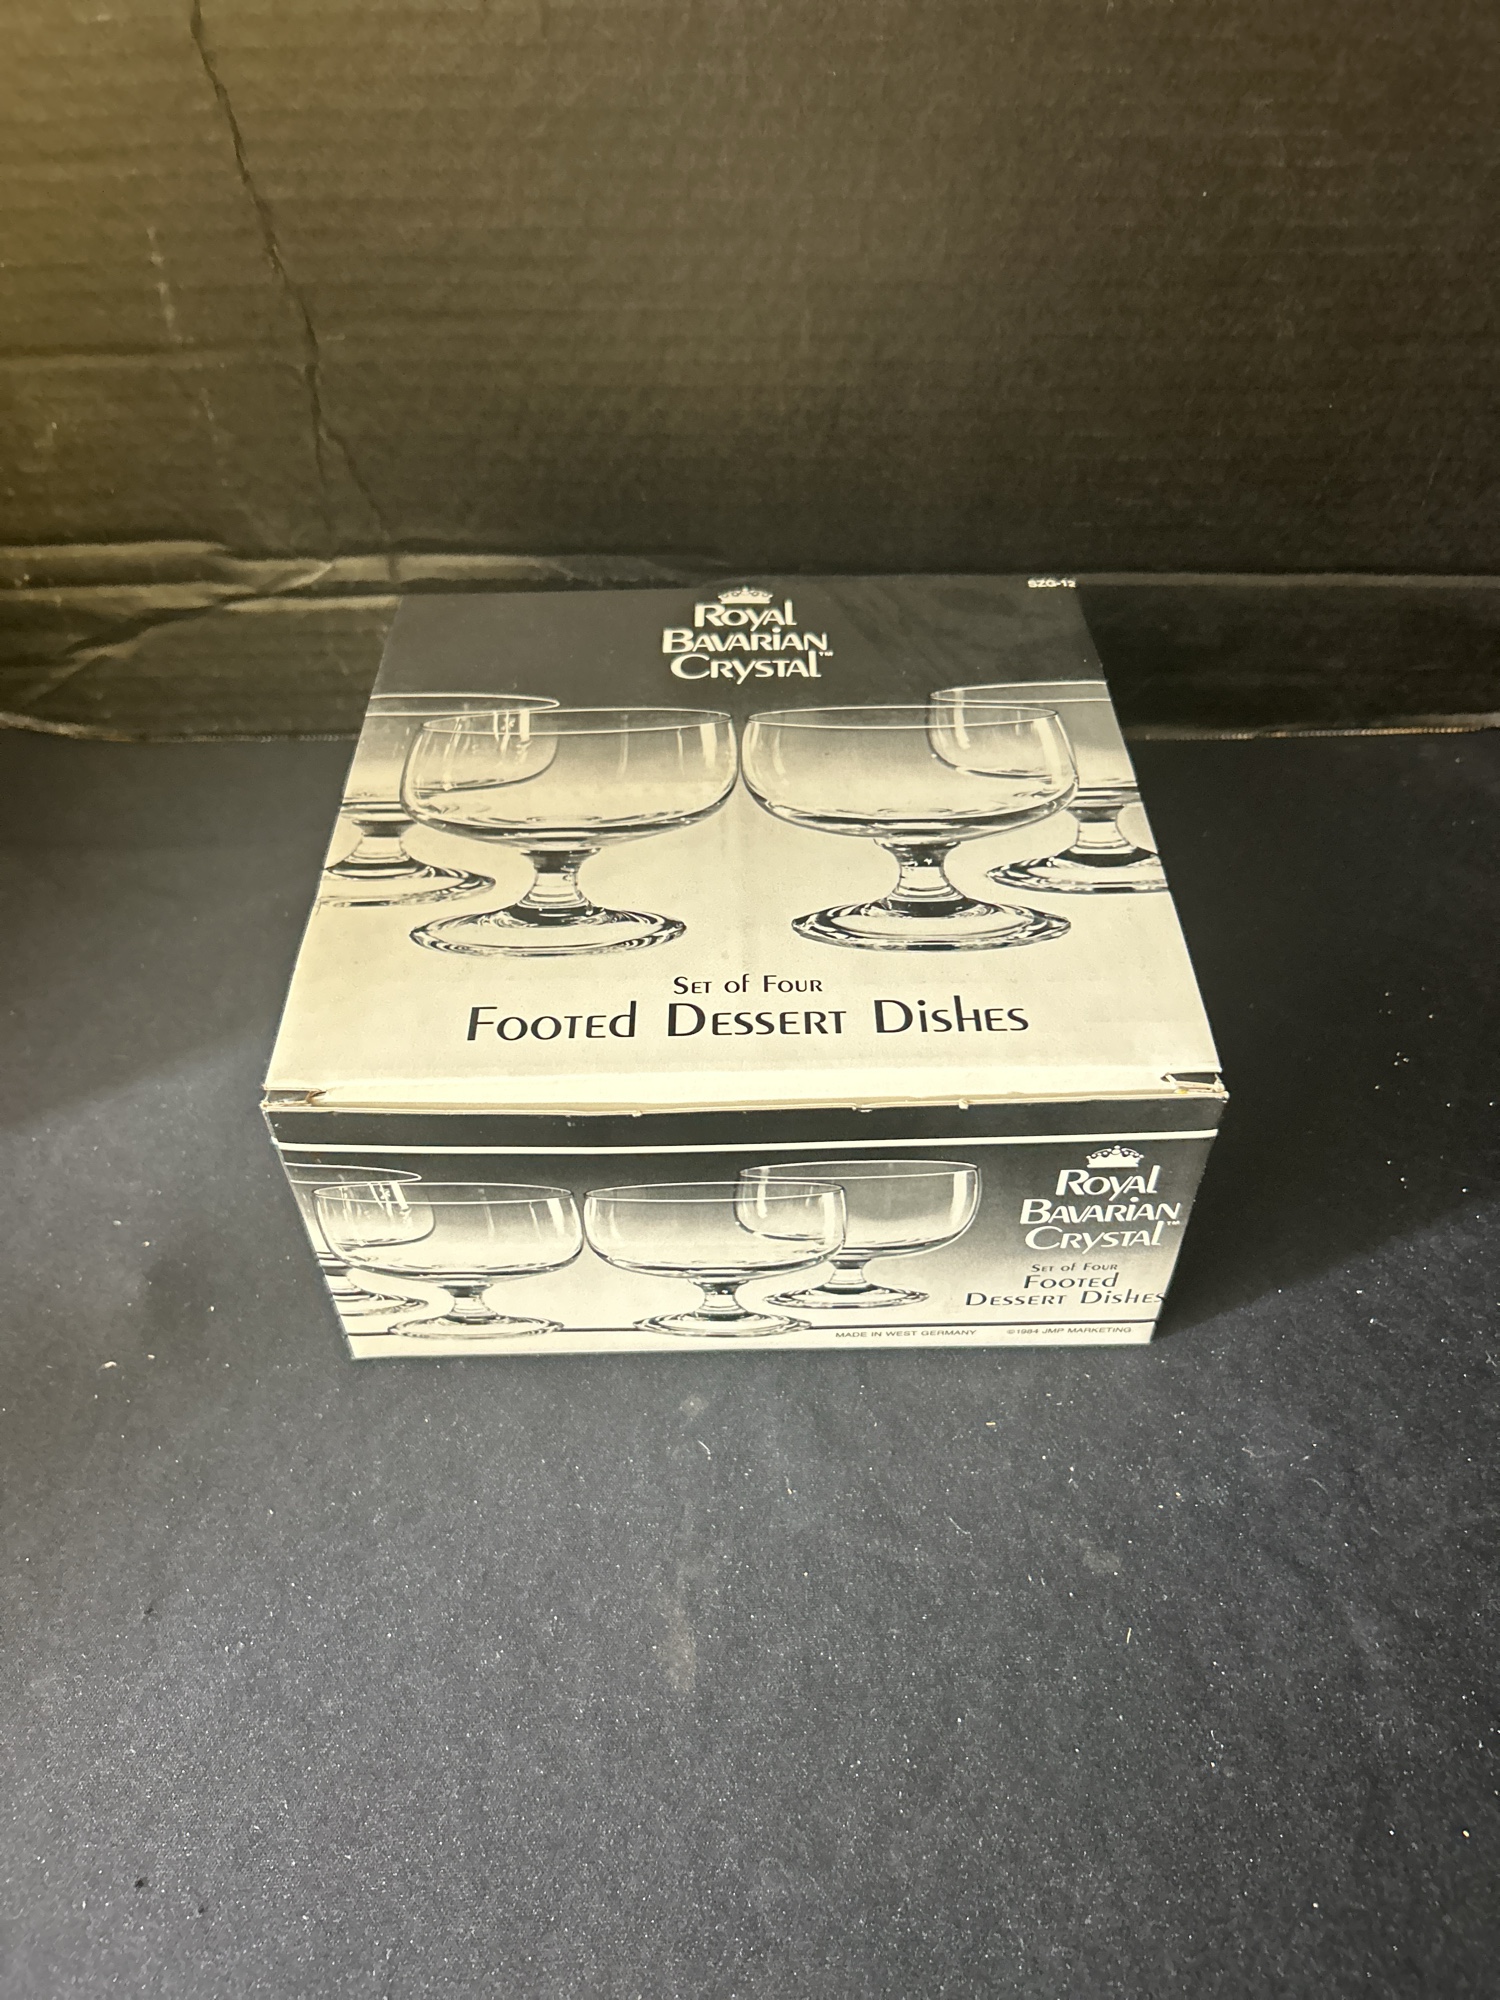 SZG-12
Royal
Bavarian
Crystal™
Set of Four
Footed Dessert Dishes
Royal
Bavarian
Crystal™
Set of Four
Footed
Dessert Dishes
MADE IN WEST GERMANY ©1984 JMP MARKETING